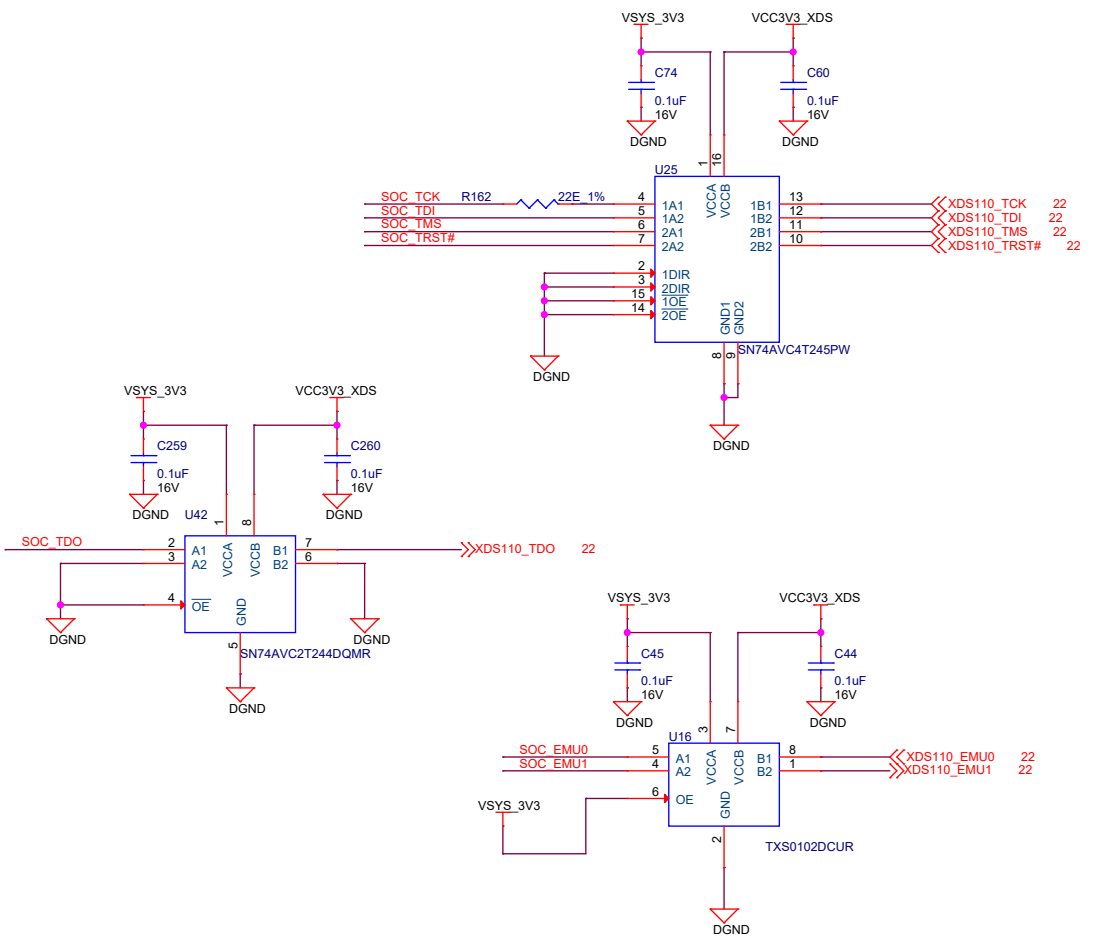 VSYS_3V3
VCC3V3_XDS
C74
0.1uF
16V
DGND
C60
0.1uF
16V
DGND
U25
1
16
VCCA
VCCB
SOC_TCK
R162
22E_1%
4
1A1
1B1
13
XDS110_TCK
22
SOC_TDI
5
1A2
1B2
12
XDS110_TDI
22
SOC_TMS
6
2A1
2B1
11
XDS110_TMS
22
SOC_TRST#
7
2A2
2B2
10
XDS110_TRST#
22
2
1DIR
3
2DIR
15
1OE
14
2OE
GND1
GND2
8
9
SN74AVC4T245PW
DGND
DGND
VSYS_3V3
VCC3V3_XDS
C259
0.1uF
16V
DGND
C260
0.1uF
16V
DGND
U42
1
8
VCCA
VCCB
SOC_TDO
2
A1
B1
7
XDS110_TDO
22
3
A2
B2
6
4
OE
GND
5
SN74AVC2T244DQMR
DGND
DGND
DGND
VSYS_3V3
VCC3V3_XDS
C45
0.1uF
16V
DGND
C44
0.1uF
16V
DGND
U16
3
7
VCCA
VCCB
SOC_EMU0
5
A1
B1
8
XDS110_EMU0
22
SOC_EMU1
4
A2
B2
1
XDS110_EMU1
22
VSYS_3V3
6
OE
GND
2
TXS0102DCUR
DGND